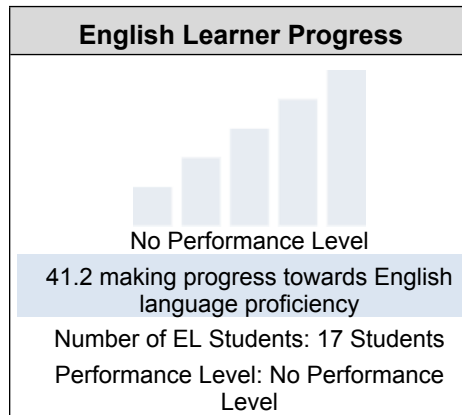 English Learner Progress
No Performance Level
41.2 making progress towards English
language proficiency
Number of EL Students: 17 Students
Performance Level: No Performance
Level